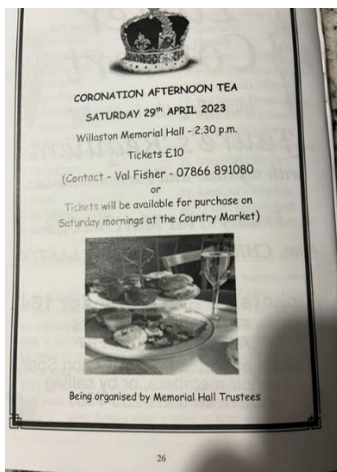 CORONATION AFTERNOON TEA
SATURDAY 29th APRIL 2023
Willaston Memorial Hall - 2.30 p.m.
Tickets £10
(Contact - Val Fisher - 07866 891080
or
Tickets will be available for purchase on
Saturday mornings at the Country Market)
Being organised by Memorial Hall Trustees
26